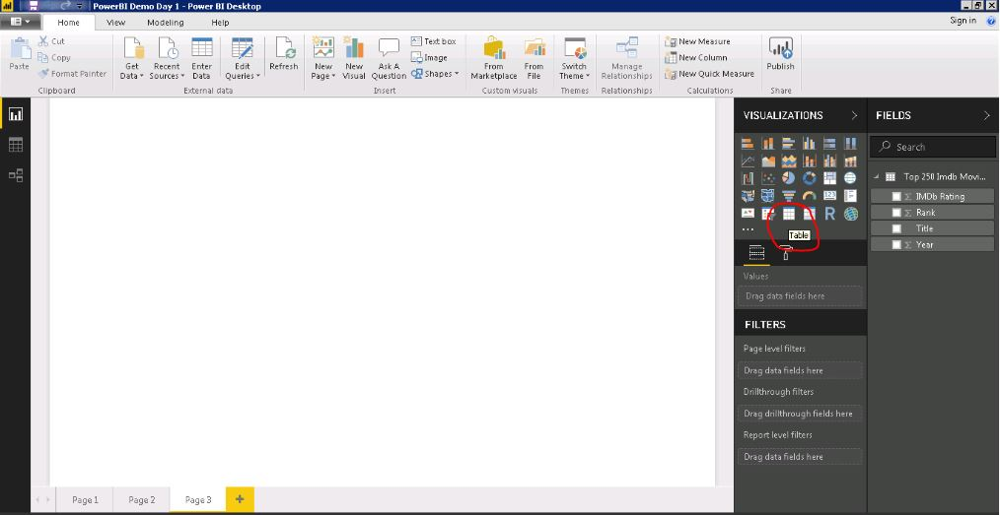 PowerBI Demo Day 1 - Power BI Desktop
Home View Modeling Help Sign in
Paste
Cut
Copy
Format Painter
Clipboard
Get Data
Recent Sources
Enter Data
Edit Queries
Refresh
External data
New Page
New Visual
Ask A Question
Text box
Image
Shapes
Insert
From Marketplace
From File
Custom visuals
Switch Theme
Themes
Manage Relationships
Relationships
New Measure
New Column
New Quick Measure
Calculations
Publish
Share
VISUALIZATIONS
R
Table
Values
Drag data fields here
FILTERS
Page level filters
Drag data fields here
Drillthrough filters
Drag drillthrough fields here
Report level filters
Drag data fields here
FIELDS
Search
Top 250 Imdb Movi...
Σ IMDb Rating
Σ Rank
Title
Σ Year
Page 1 Page 2 Page 3 +